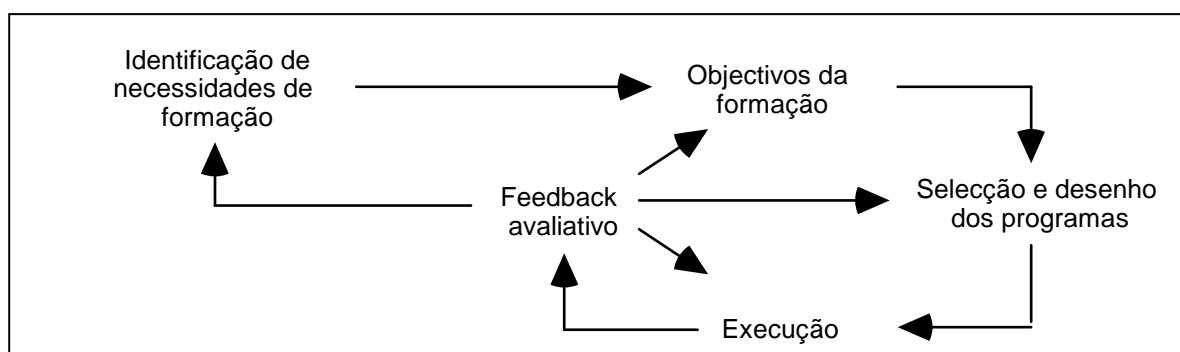 Identificação de
necessidades de
formação
Objectivos da
formação
Feedback
avaliativo
Selecção e desenho
dos programas
Execução